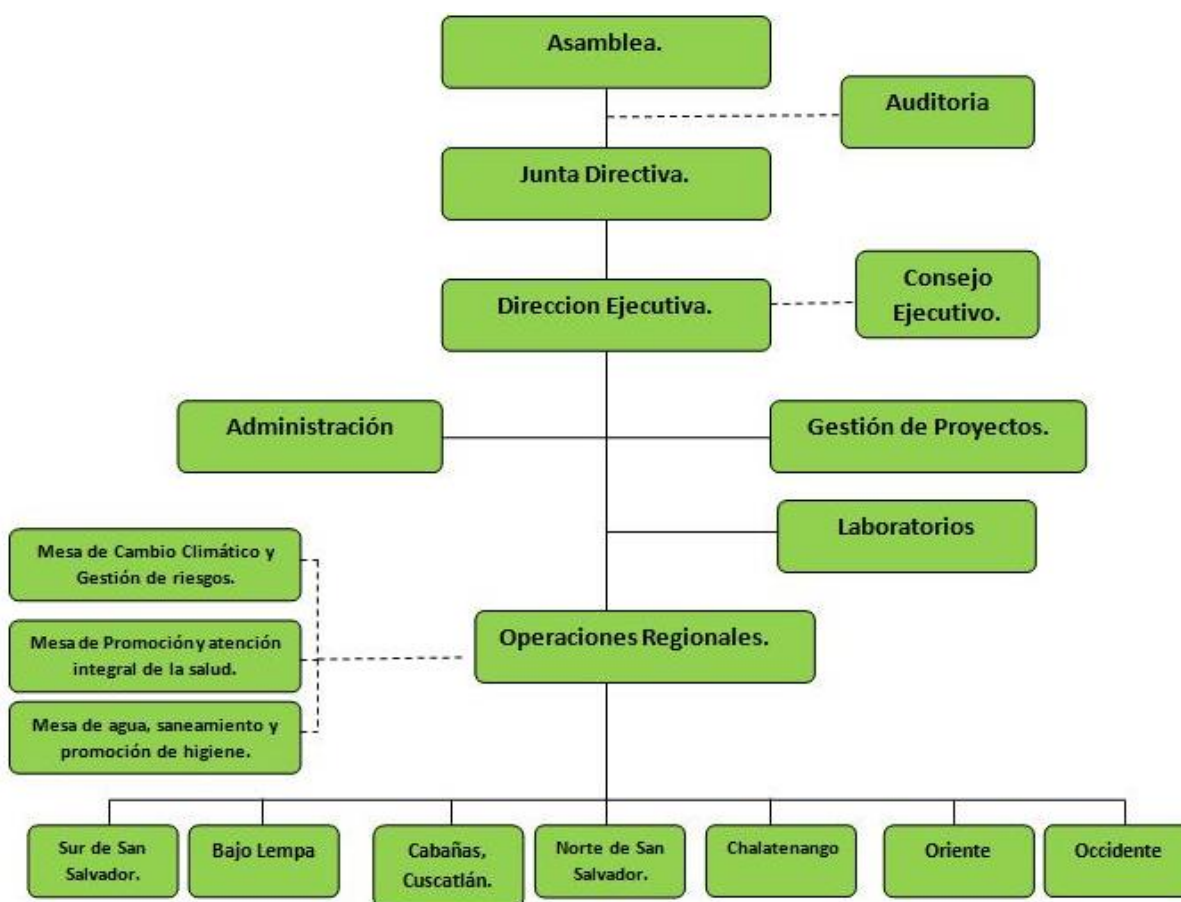 Asamblea.
Auditoria
Junta Directiva.
Consejo
Ejecutivo.
Direccion Ejecutiva.
Administración
Gestión de Proyectos.
Laboratorios
Mesa de Cambio Climático y
Gestión de riesgos.
Operaciones Regionales.
Mesa de Promoción y atención
integral de la salud.
Mesa de agua, saneamiento y
promoción de higiene.
Sur de San
Salvador.
Bajo Lempa
Cabañas,
Cuscatlán.
Norte de San
Salvador.
Chalatenango
Oriente
Occidente